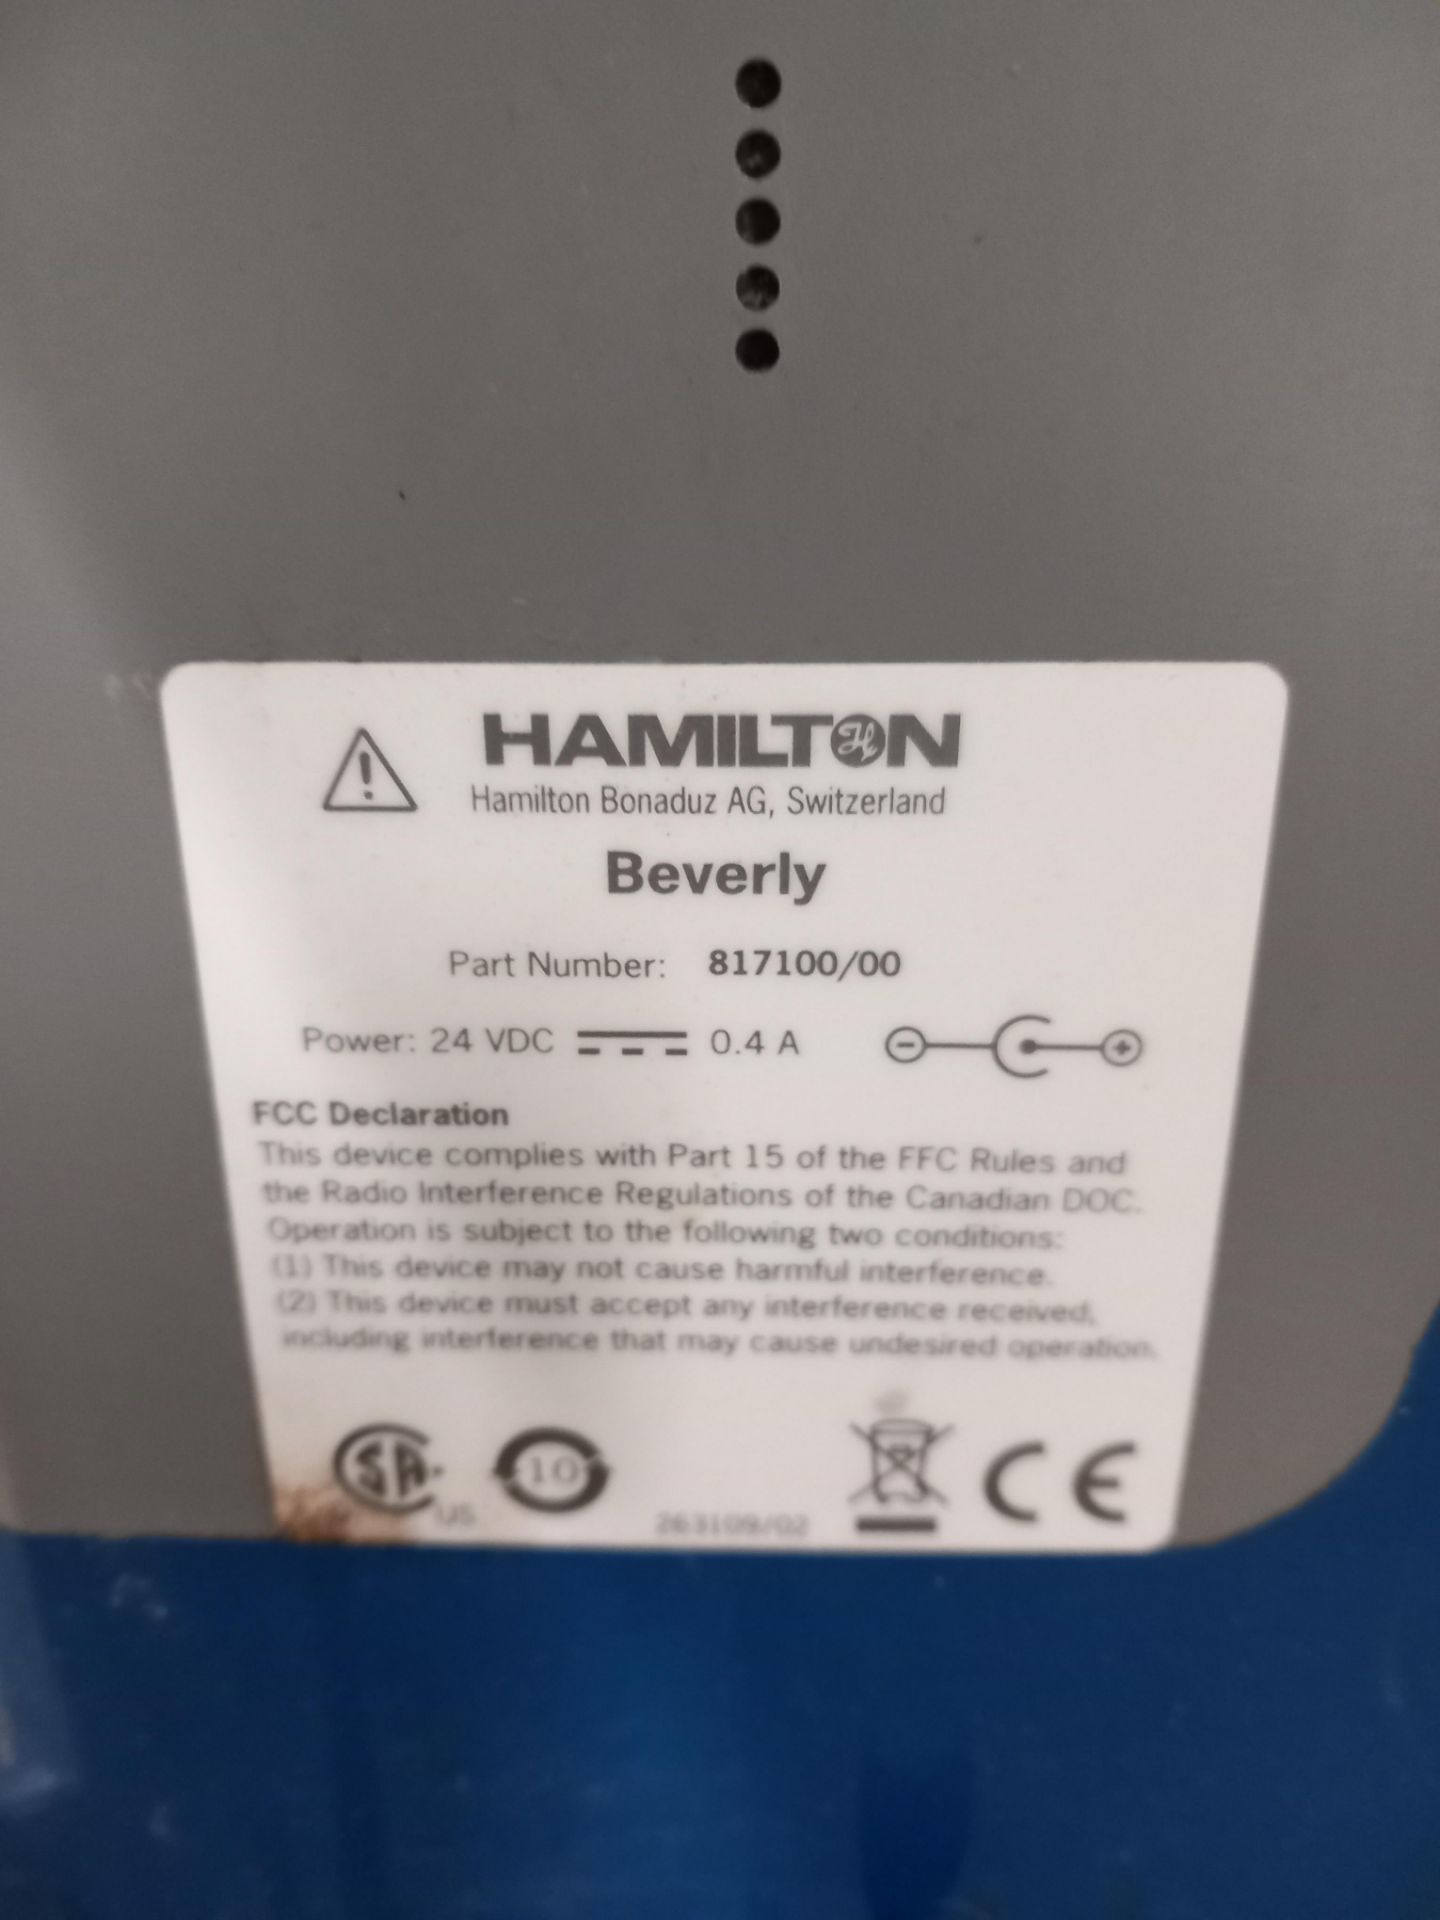 HAMILTON
Hamilton Bonaduz AG, Switzerland
Beverly
Part Number: 817100/00
Power: 24 VDC 0.4 A
FCC Declaration
This device complies with Part 15 of the FFC Rules and
the Radio Interference Regulations of the Canadian DOC.
Operation is subject to the following two conditions:
(1) This device may not cause harmful interference.
(2) This device must accept any interference received,
including interference that may cause undesired operation.
SA US 10 263109/02 CE